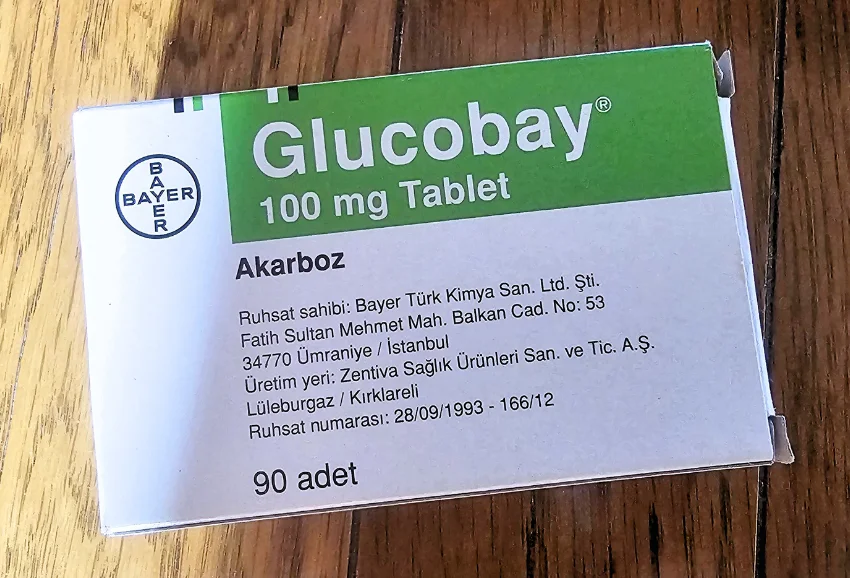 Glucobay®
100 mg Tablet
BAYER
BAYER
Akarboz
Ruhsat sahibi: Bayer Türk Kimya San. Ltd. Şti.
Fatih Sultan Mehmet Mah. Balkan Cad. No: 53
34770 Ümraniye / İstanbul
Üretim yeri: Zentiva Sağlık Ürünleri San. ve Tic. A.Ş.
Lüleburgaz / Kırklareli
Ruhsat numarası: 28/09/1993 - 166/12
90 adet